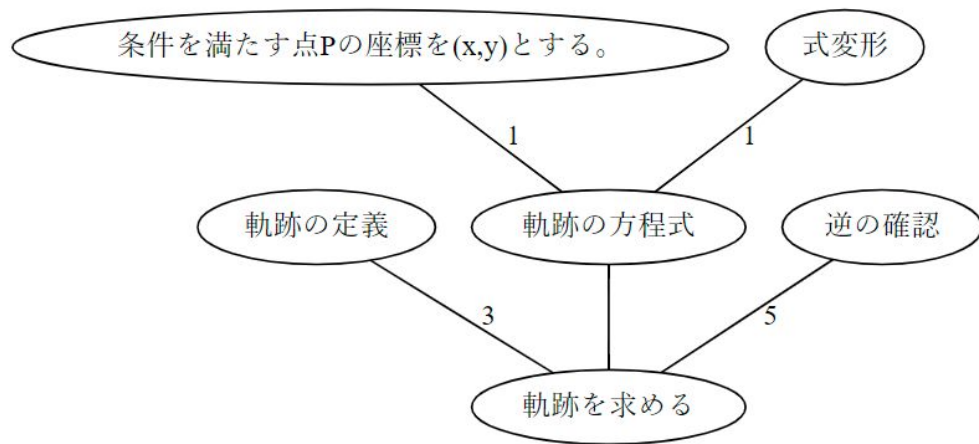 条件を満たす点Pの座標を(x,y)とする。
式変形
1
1
軌跡の定義
軌跡の方程式
逆の確認
3
5
軌跡を求める